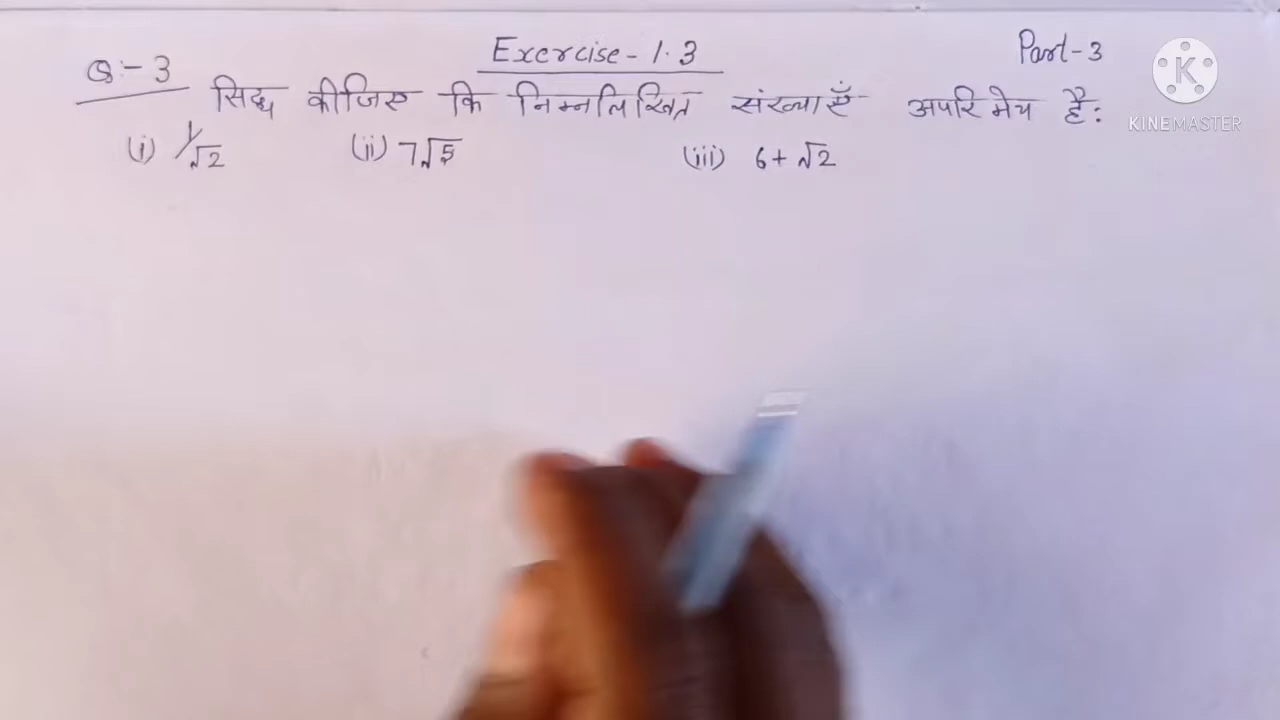 Exercise - 1.3
Part-3
Q:- 3
सिद्ध कीजिए कि निम्नलिखित संख्याएँ अपरिमेय हैं:
(i) 1/√2 (ii) 7√5 (iii) 6+√2
KINEMASTER